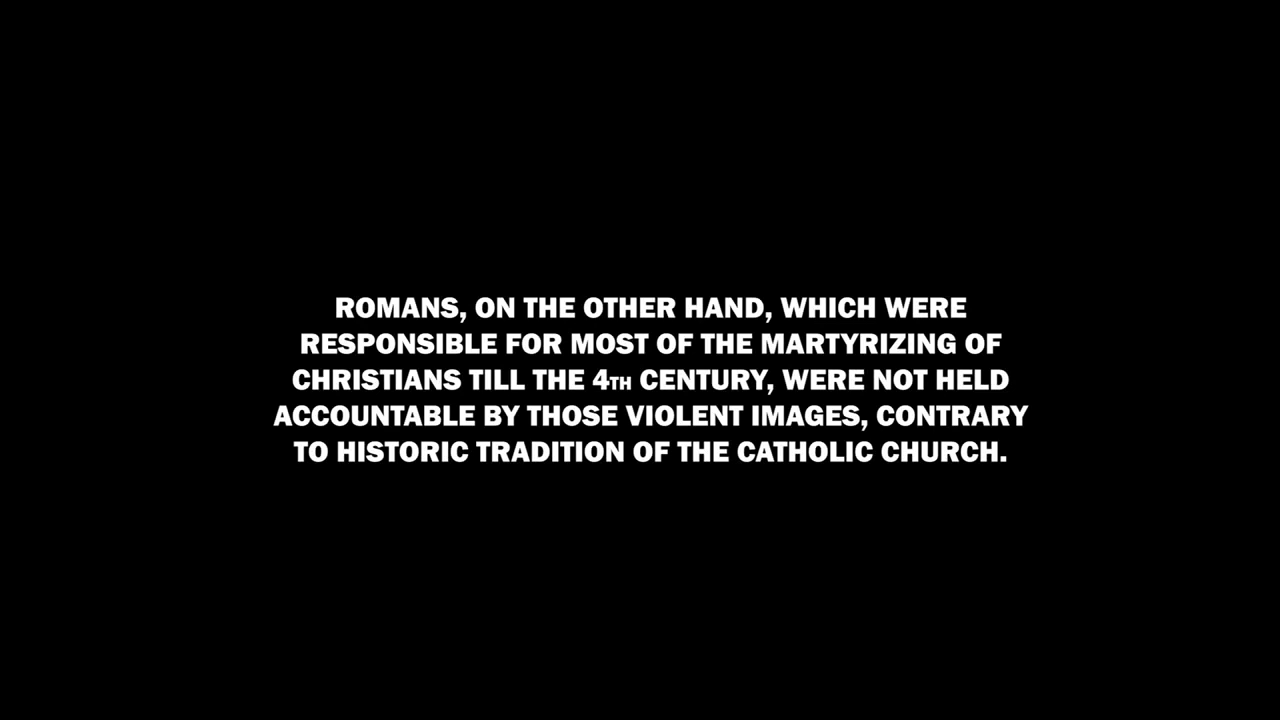 ROMANS, ON THE OTHER HAND, WHICH WERE
RESPONSIBLE FOR MOST OF THE MARTYRIZING OF
CHRISTIANS TILL THE 4TH CENTURY, WERE NOT HELD
ACCOUNTABLE BY THOSE VIOLENT IMAGES, CONTRARY
TO HISTORIC TRADITION OF THE CATHOLIC CHURCH.